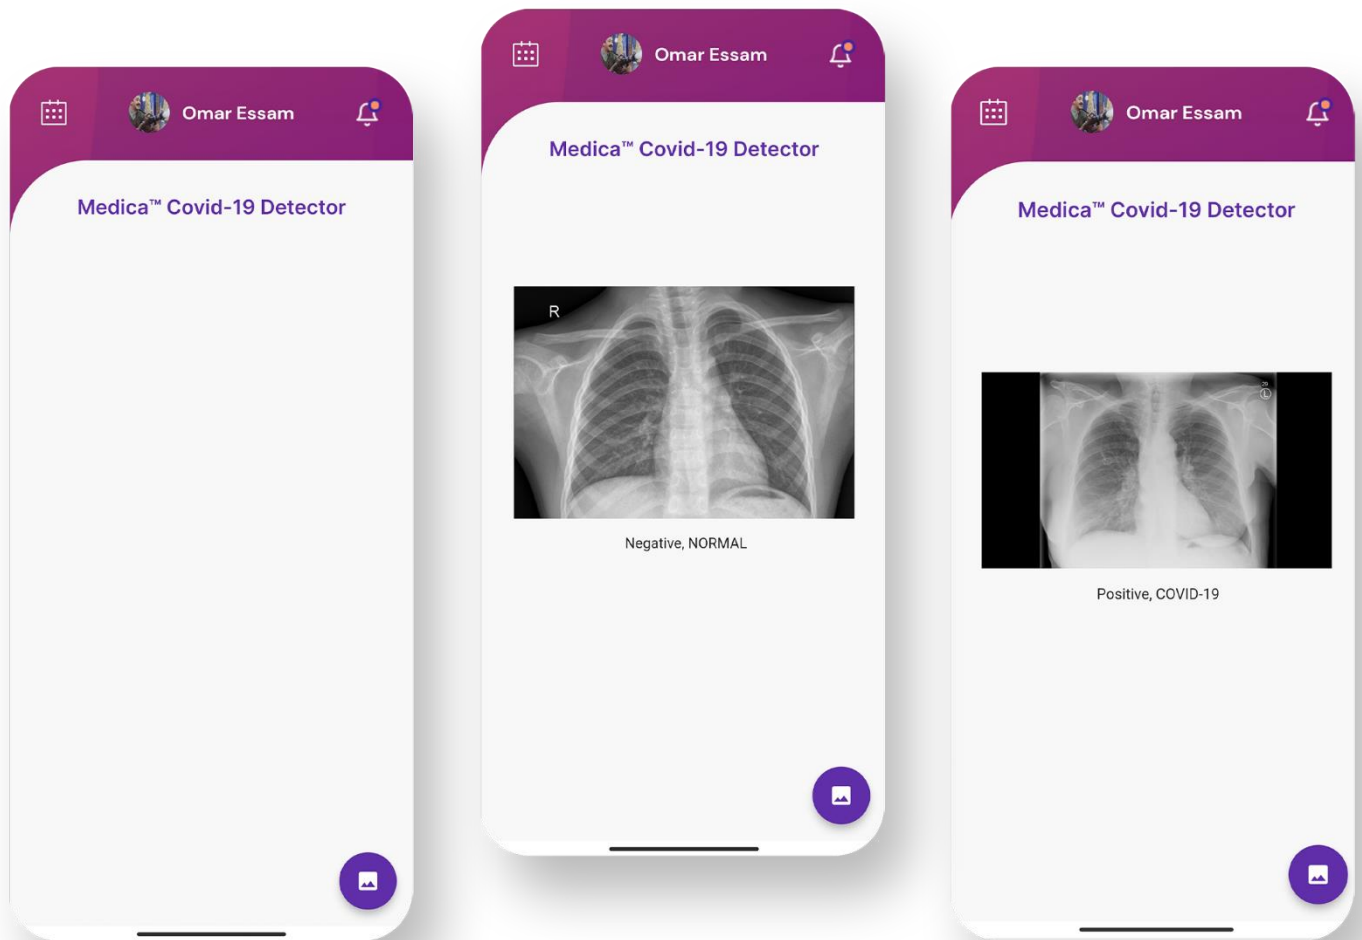 Omar Essam
Medica™ Covid-19 Detector
Omar Essam
Medica™ Covid-19 Detector
R
Negative, NORMAL
Omar Essam
Medica™ Covid-19 Detector
20
L
Positive, COVID-19